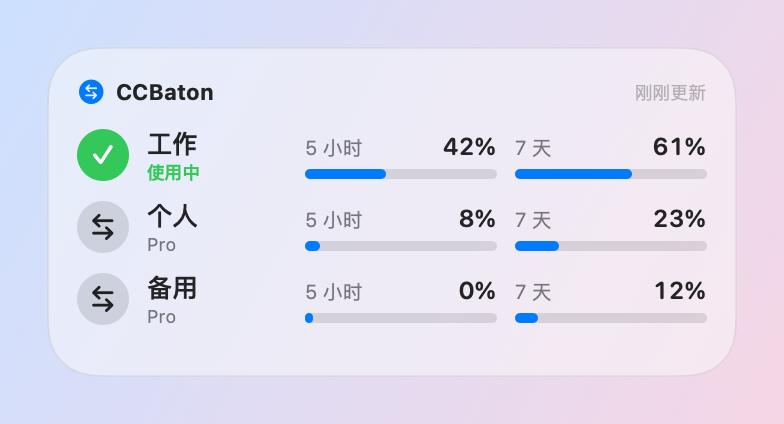 CCBaton 刚刚更新
工作 5 小时 42% 7 天 61%
使用中
个人 5 小时 8% 7 天 23%
Pro
备用 5 小时 0% 7 天 12%
Pro